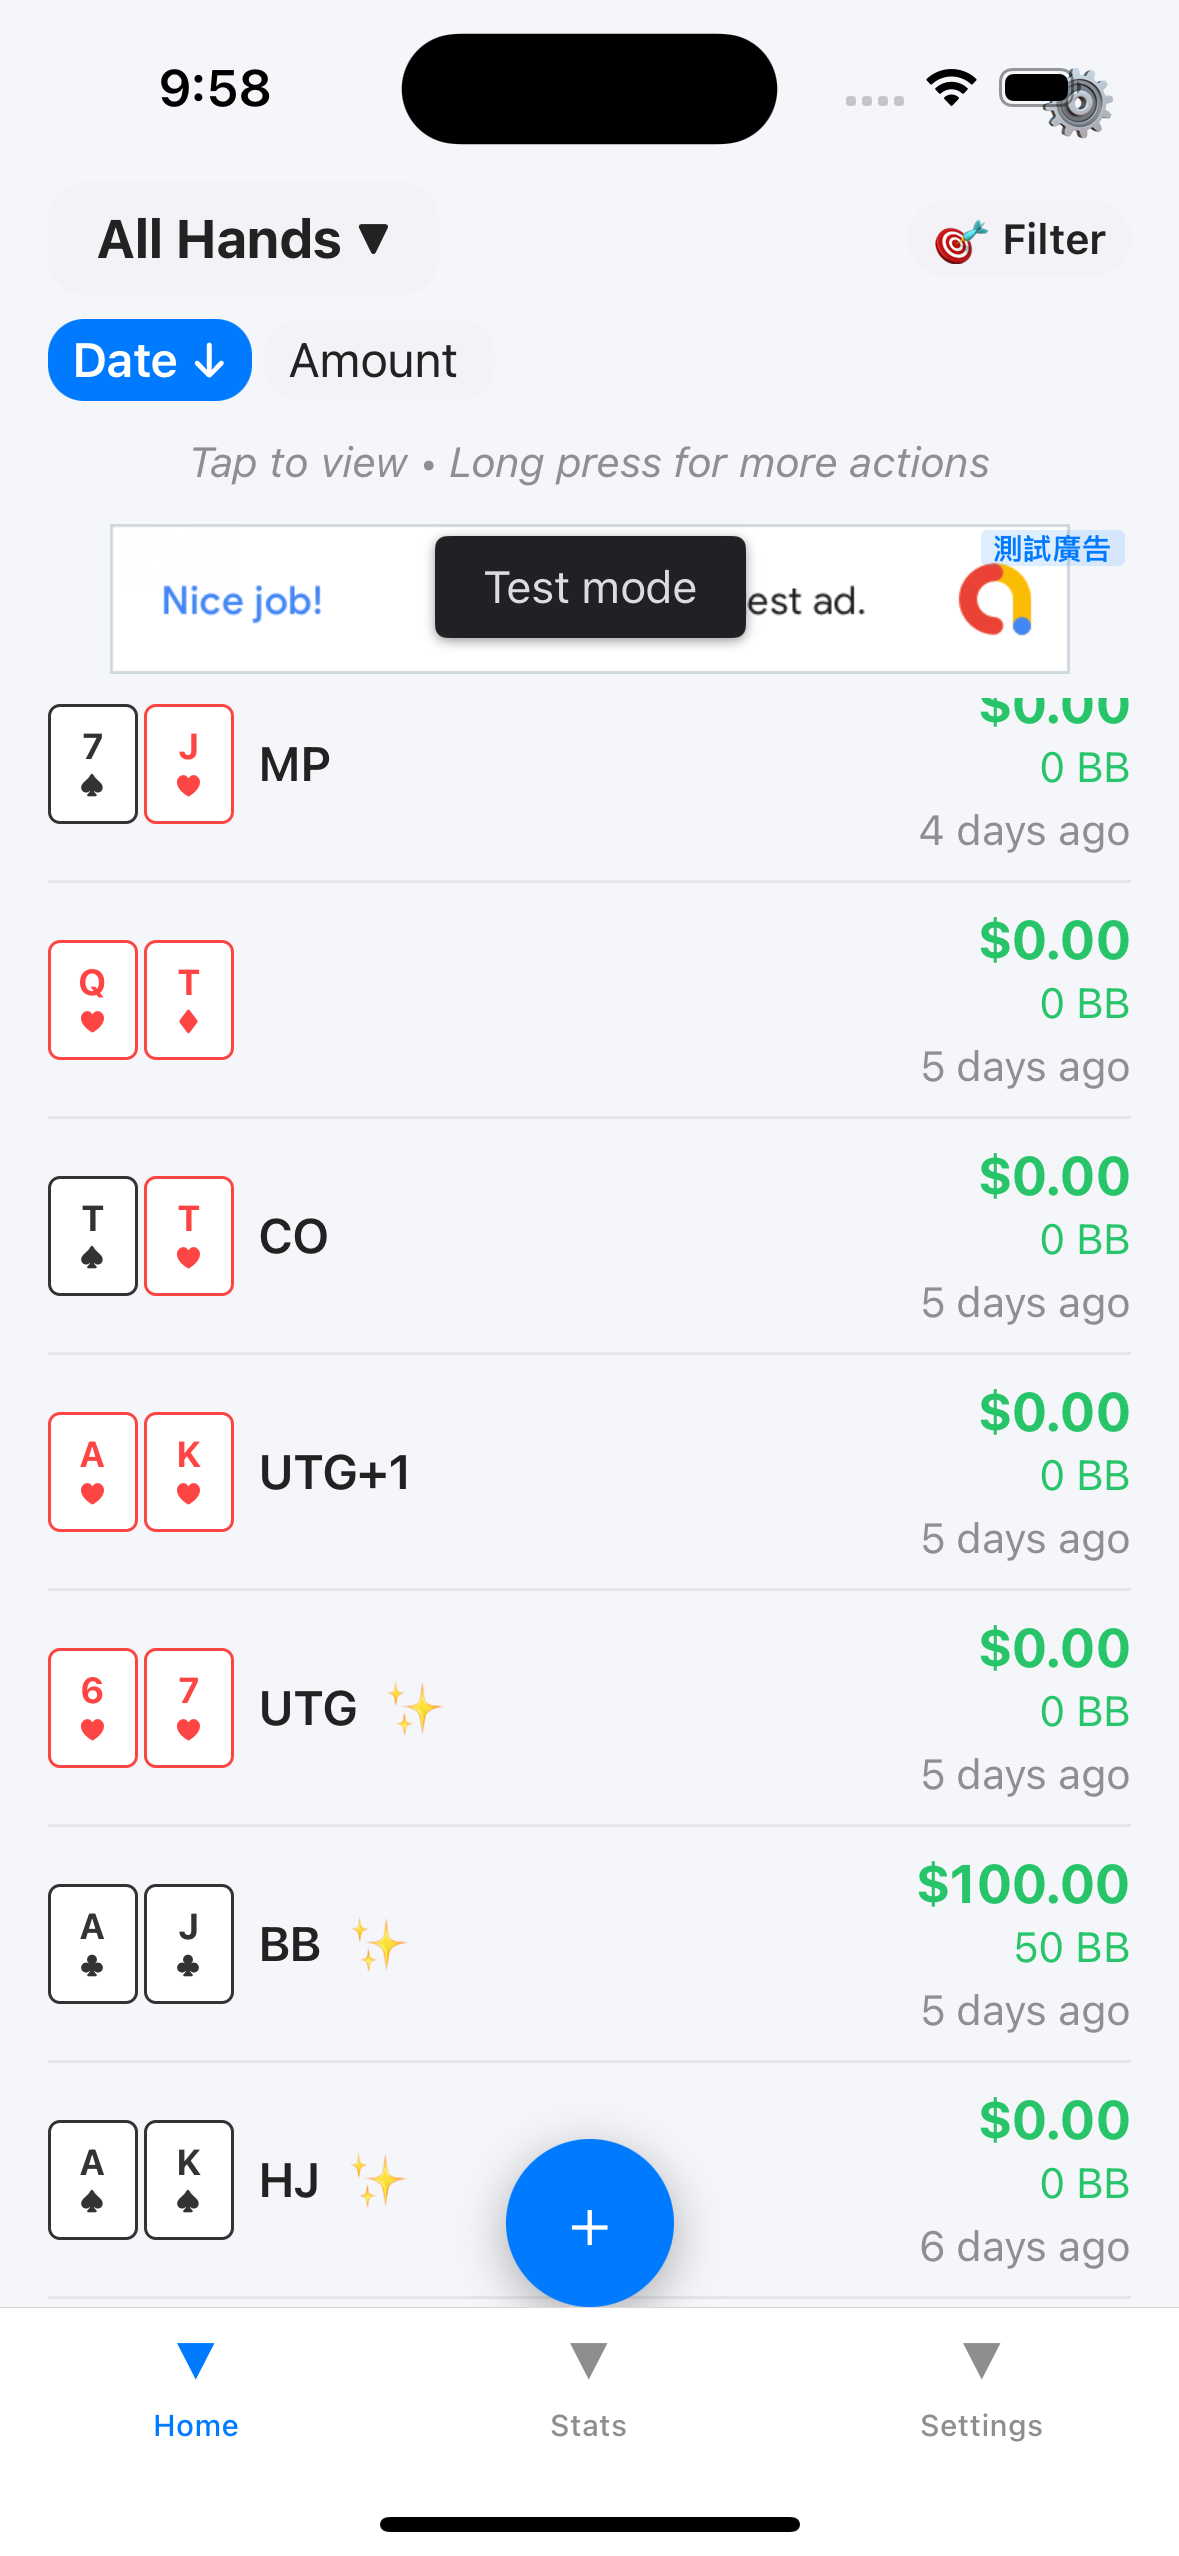 9:58
All Hands ▼
🎯 Filter
Date ↓
Amount
Tap to view • Long press for more actions
測試廣告
Nice job!
Test mode
est ad.
7♠ J♥ MP
$0.00
0 BB
4 days ago
Q♥ T♦
$0.00
0 BB
5 days ago
T♠ T♥ CO
$0.00
0 BB
5 days ago
A♥ K♥ UTG+1
$0.00
0 BB
5 days ago
6♥ 7♥ UTG ✨
$0.00
0 BB
5 days ago
A♣ J♣ BB ✨
$100.00
50 BB
5 days ago
A♠ K♠ HJ ✨
$0.00
0 BB
6 days ago
+
Home
Stats
Settings